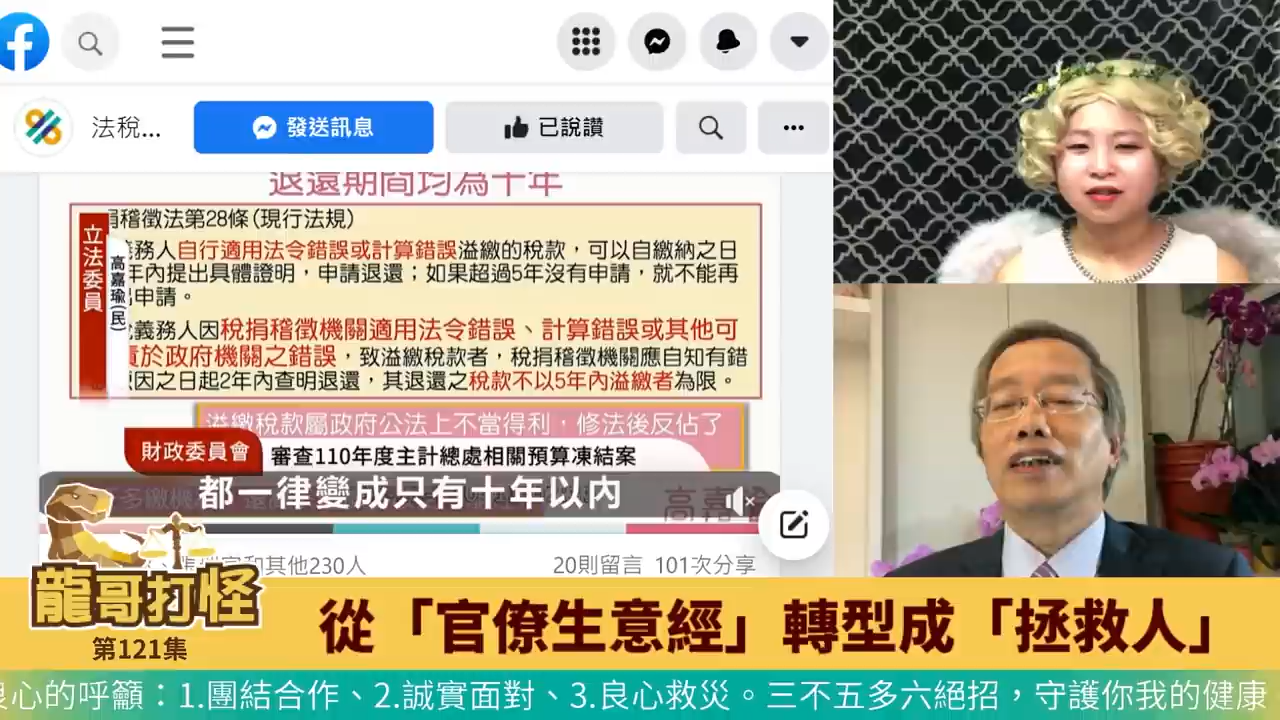 法稅...
發送訊息
已說讚
退還期間均為十年
捐稽徵法第28條(現行法規)
務人自行適用法令錯誤或計算錯誤溢繳的稅款，可以自繳納之日
年內提出具體證明，申請退還；如果超過5年沒有申請，就不能再
申請。
義務人因稅捐稽徵機關適用法令錯誤、計算錯誤或其他可
責於政府機關之錯誤，致溢繳稅款者，稅捐稽徵機關應自知有錯
因之日起2年內查明退還，其退還之稅款不以5年內溢繳者為限。
立法委員
高嘉瑜(民)
溢繳稅款屬政府公法上不當得利，修法後反佔了
財政委員會
審查110年度主計總處相關預算凍結案
都一律變成只有十年以內
高嘉瑜
和其他230人
20則留言 101次分享
龍哥打怪
第121集
從「官僚生意經」轉型成「拯救人」
良心的呼籲：1.團結合作、2.誠實面對、3.良心救災。三不五多六絕招，守護你我的健康